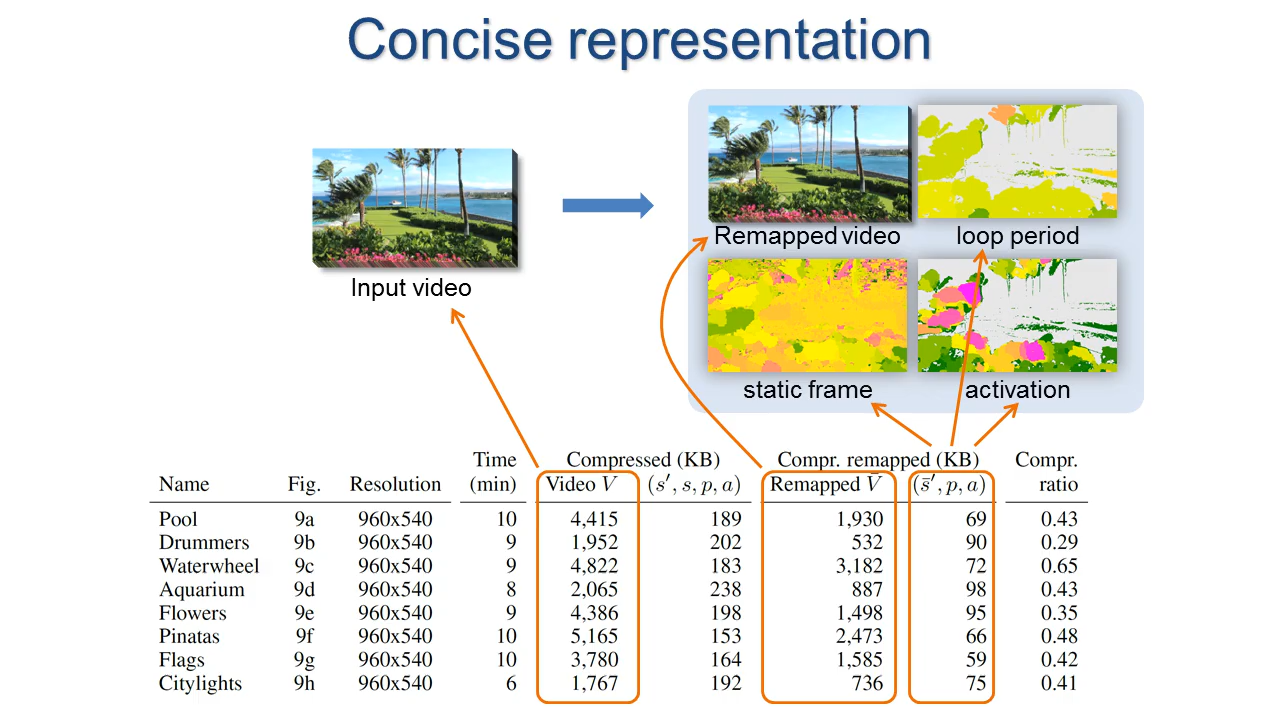 Concise representation
Input video
Remapped video
loop period
static frame
activation
Time Compressed (KB) Compr. remapped (KB) Compr.
Name Fig. Resolution (min) Video V (s′, s, p, a) Remapped V̄ (s̄′, p, a) ratio
Pool 9a 960x540 10 4,415 189 1,930 69 0.43
Drummers 9b 960x540 9 1,952 202 532 90 0.29
Waterwheel 9c 960x540 9 4,822 183 3,182 72 0.65
Aquarium 9d 960x540 8 2,065 238 887 98 0.43
Flowers 9e 960x540 9 4,386 198 1,498 95 0.35
Pinatas 9f 960x540 10 5,165 153 2,473 66 0.48
Flags 9g 960x540 10 3,780 164 1,585 59 0.42
Citylights 9h 960x540 6 1,767 192 736 75 0.41